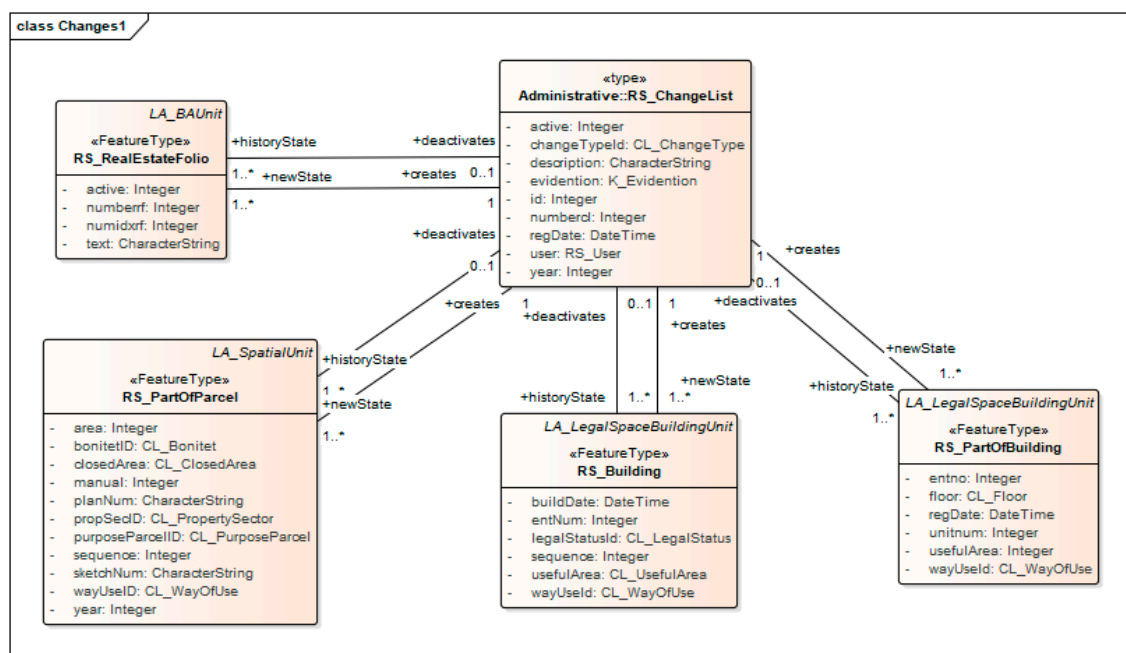 class Changes1
«type»
Administrative::RS_ChangeList
- active: Integer
- changeTypeId: CL_ChangeType
- description: CharacterString
- evidention: K_Evidention
- id: Integer
- numbercl: Integer
- regDate: DateTime
- user: RS_User
- year: Integer
LA_BAUnit
«FeatureType»
RS_RealEstateFolio
- active: Integer
- numberrf: Integer
- numidxrf: Integer
- text: CharacterString
+historyState
+deactivates
1..*
+newState
+creates
0..1
1..*
1
+deactivates
0..1
+creates
1
+historyState
1..*
+newState
1..*
+deactivates
0..1
1
+creates
+historyState
1..*
+newState
1..*
+creates
1
0..1
+deactivates
+newState
1..*
+historyState
1..*
LA_SpatialUnit
«FeatureType»
RS_PartOfParcel
- area: Integer
- bonitetID: CL_Bonitet
- closedArea: CL_ClosedArea
- manual: Integer
- planNum: CharacterString
- propSecID: CL_PropertySector
- purposeParcelID: CL_PurposeParcel
- sequence: Integer
- sketchNum: CharacterString
- wayUseID: CL_WayOfUse
- year: Integer
LA_LegalSpaceBuildingUnit
«FeatureType»
RS_Building
- buildDate: DateTime
- entNum: Integer
- legalStatusId: CL_LegalStatus
- sequence: Integer
- usefulArea: CL_UsefulArea
- wayUseId: CL_WayOfUse
LA_LegalSpaceBuildingUnit
«FeatureType»
RS_PartOfBuilding
- entno: Integer
- floor: CL_Floor
- regDate: DateTime
- unitnum: Integer
- usefulArea: Integer
- wayUseId: CL_WayOfUse